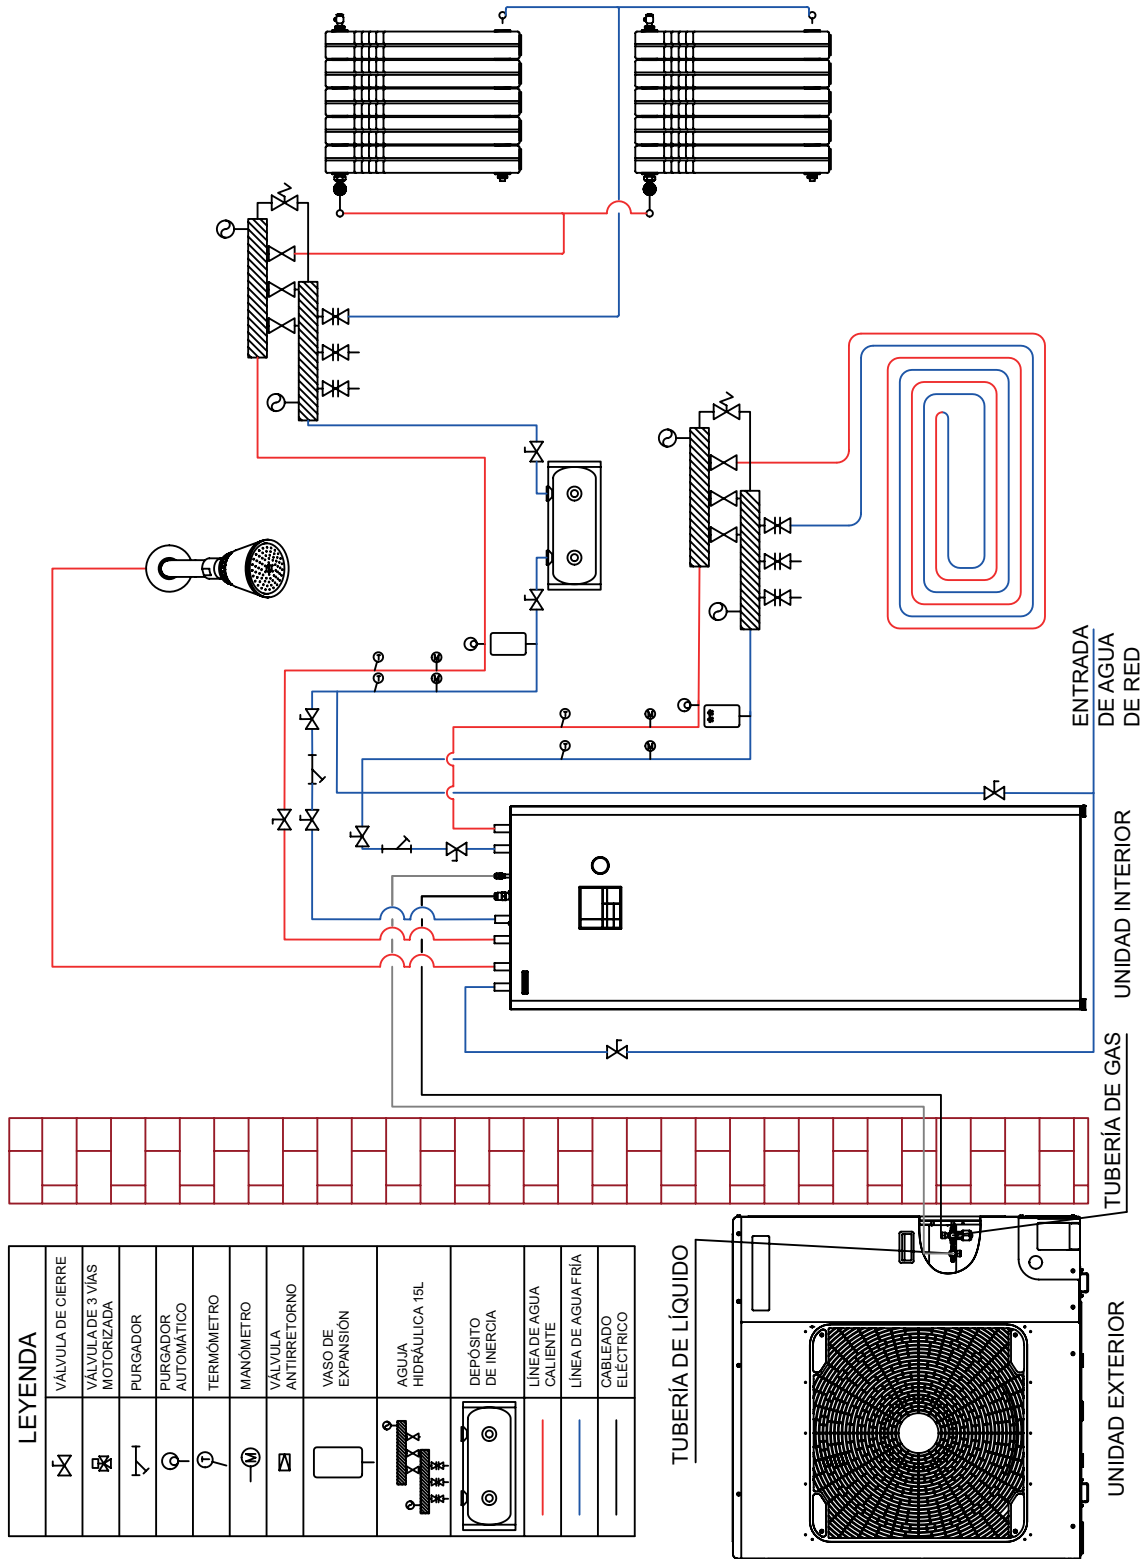 LEYENDA
VÁLVULA DE CIERRE
VÁLVULA DE 3 VÍAS
MOTORIZADA
PURGADOR
PURGADOR
AUTOMÁTICO
T
TERMÓMETRO
M
MANÓMETRO
VÁLVULA
ANTIRRETORNO
VASO DE
EXPANSIÓN
AGUJA
HIDRÁULICA 15L
DEPÓSITO
DE INERCIA
LÍNEA DE AGUA
CALIENTE
LÍNEA DE AGUA FRÍA
CABLEADO
ELÉCTRICO
TUBERÍA DE LÍQUIDO
UNIDAD EXTERIOR
TUBERÍA DE GAS
UNIDAD INTERIOR
ENTRADA
DE AGUA
DE RED
T
T
M
M
T
T
M
M